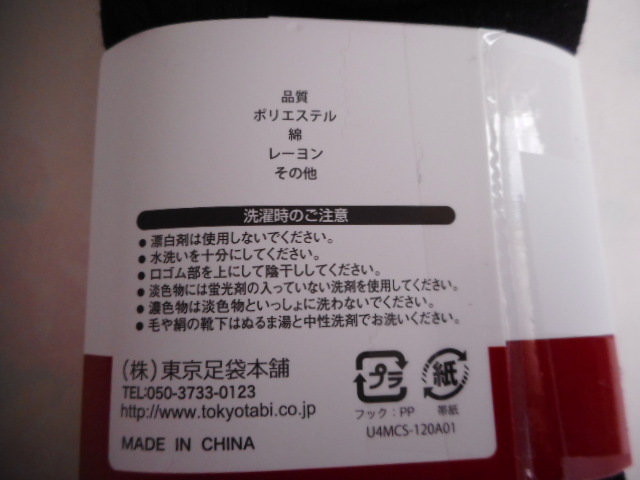 品質
ポリエステル
綿
レーヨン
その他
洗濯時のご注意
●漂白剤は使用しないでください。
●水洗いを十分にしてください。
●口ゴム部を上にして陰干ししてください。
●淡色物には蛍光剤の入っていない洗剤を使用してください。
●濃色物は淡色物といっしょに洗わないでください。
●毛や絹の靴下はぬるま湯と中性洗剤でお洗いください。
(株)東京足袋本舗
TEL:050-3733-0123
http://www.tokyotabi.co.jp
MADE IN CHINA
プラ
紙
フック:PP
帯紙
U4MCS-120A01